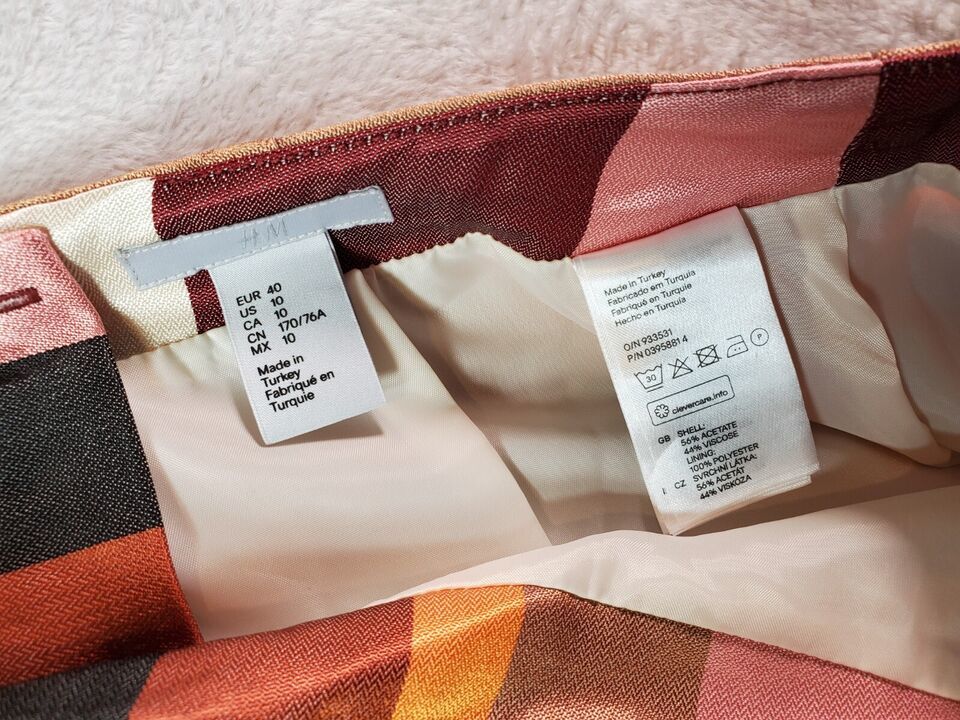 H M
EUR 40
US 10
CA 10
CN 170/76A
MX 10
Made in
Turkey
Fabriqué en
Turquie
Made in Turkey
Fabricado em Turquia
Fabriqué en Turquie
Hecho en Turquía
O/N 933531
P/N 03958814
30
P
clevercare.info
GB SHELL:
56% ACETATE
44% VISCOSE
LINING:
100% POLYESTER
CZ SVRCHNÍ LÁTKA:
56% ACETÁT
44% VISKÓZA